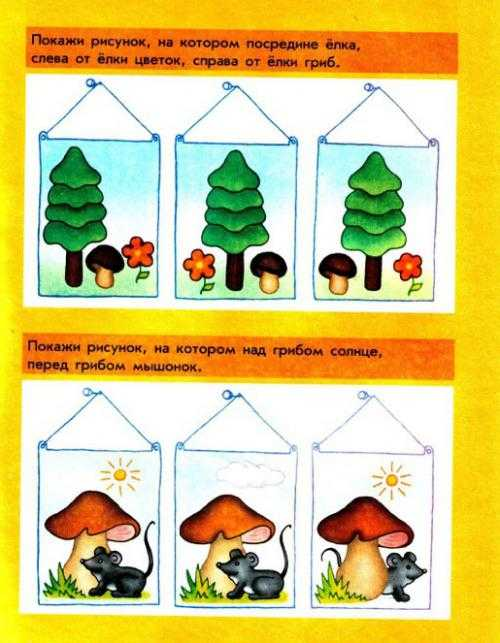 Покажи рисунок, на котором посредине ёлка,
слева от ёлки цветок, справа от ёлки гриб.
Покажи рисунок, на котором над грибом солнце,
перед грибом мышонок.